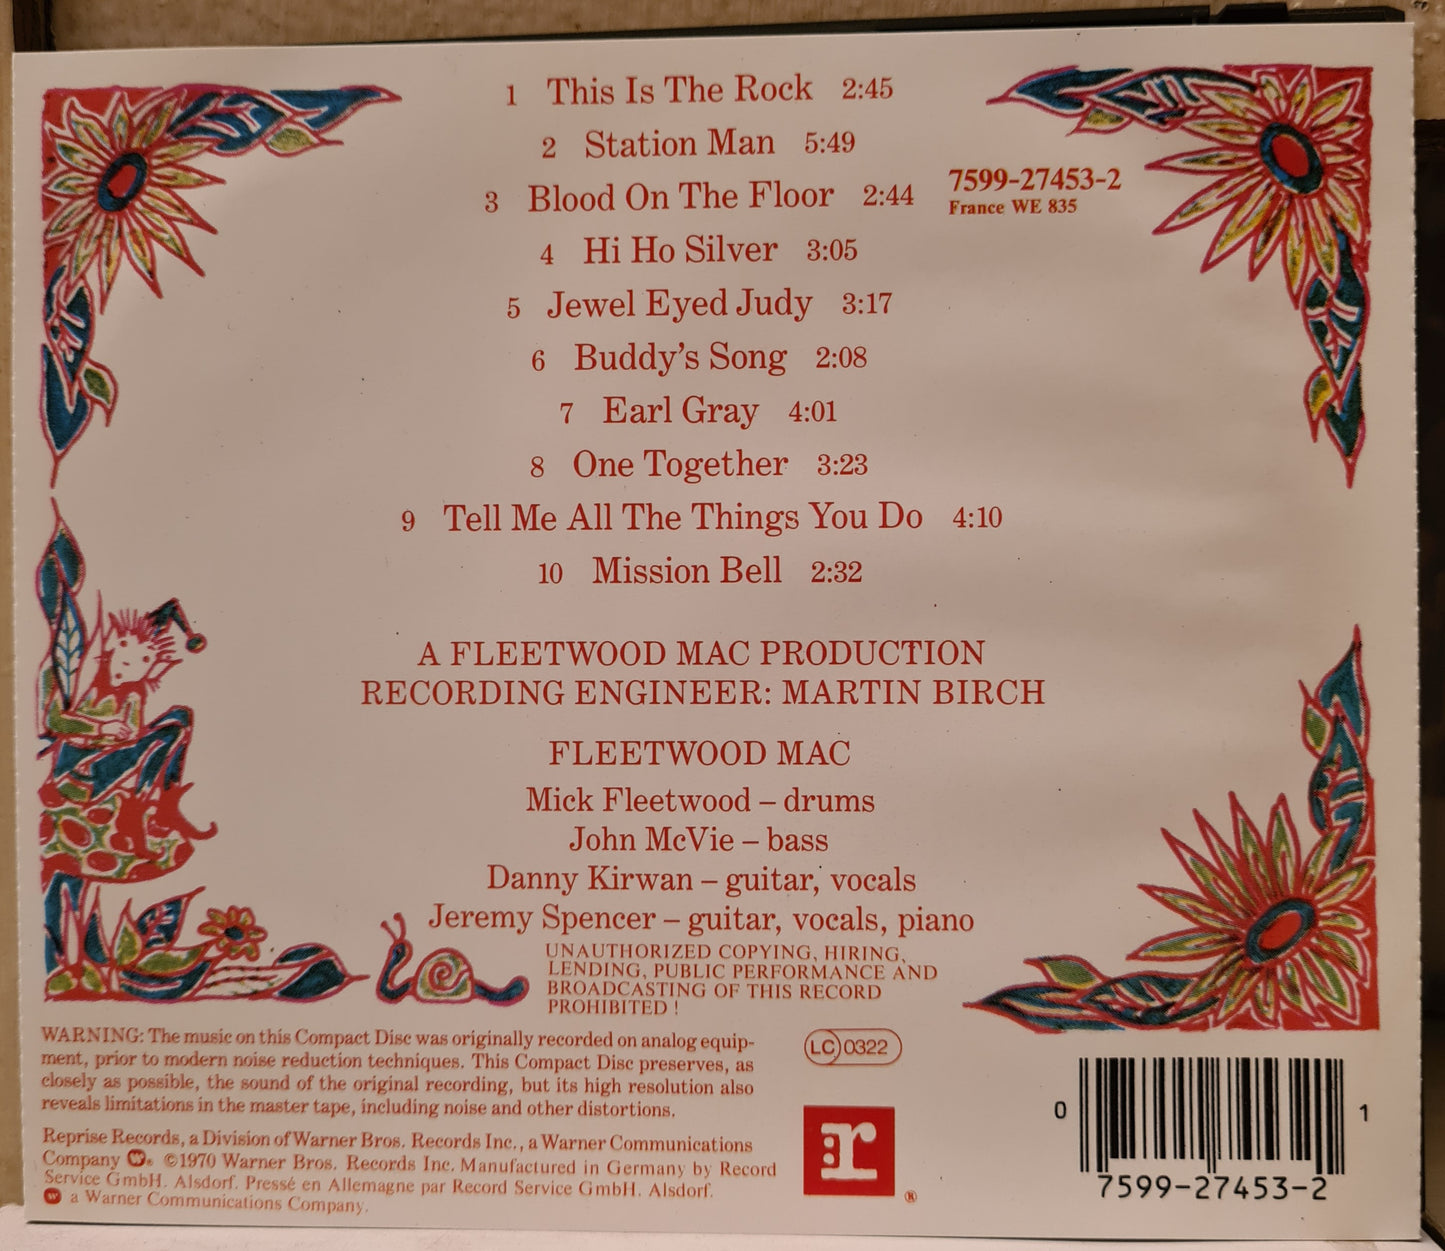 1 This Is The Rock 2:45
2 Station Man 5:49
3 Blood On The Floor 2:44
7599-27453-2
France WE 835
4 Hi Ho Silver 3:05
5 Jewel Eyed Judy 3:17
6 Buddy's Song 2:08
7 Earl Gray 4:01
8 One Together 3:23
9 Tell Me All The Things You Do 4:10
10 Mission Bell 2:32
A FLEETWOOD MAC PRODUCTION
RECORDING ENGINEER: MARTIN BIRCH
FLEETWOOD MAC
Mick Fleetwood – drums
John McVie – bass
Danny Kirwan – guitar, vocals
Jeremy Spencer – guitar, vocals, piano
UNAUTHORIZED COPYING, HIRING,
LENDING, PUBLIC PERFORMANCE AND
BROADCASTING OF THIS RECORD
PROHIBITED !
WARNING: The music on this Compact Disc was originally recorded on analog equip-
ment, prior to modern noise reduction techniques. This Compact Disc preserves, as
closely as possible, the sound of the original recording, but its high resolution also
reveals limitations in the master tape, including noise and other distortions.
Reprise Records, a Division of Warner Bros. Records Inc., a Warner Communications
Company ®. ©1970 Warner Bros. Records Inc. Manufactured in Germany by Record
Service GmbH. Alsdorf. Pressé en Allemagne par Record Service GmbH. Alsdorf.
a Warner Communications Company.
LC 0322
:r ®
0 1
7599-27453-2